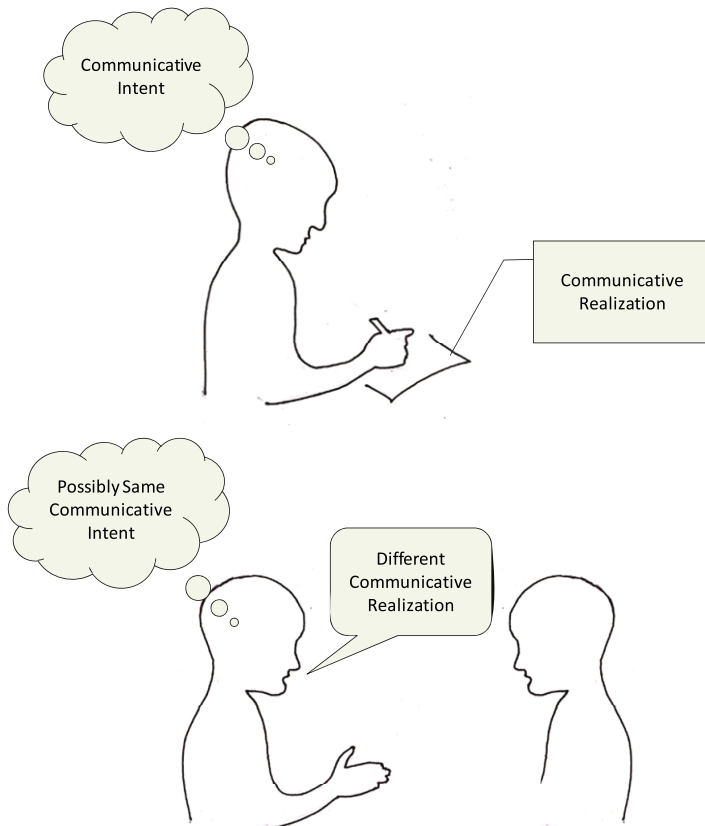 Communicative
Intent
Communicative
Realization
Possibly Same
Communicative
Intent
Different
Communicative
Realization